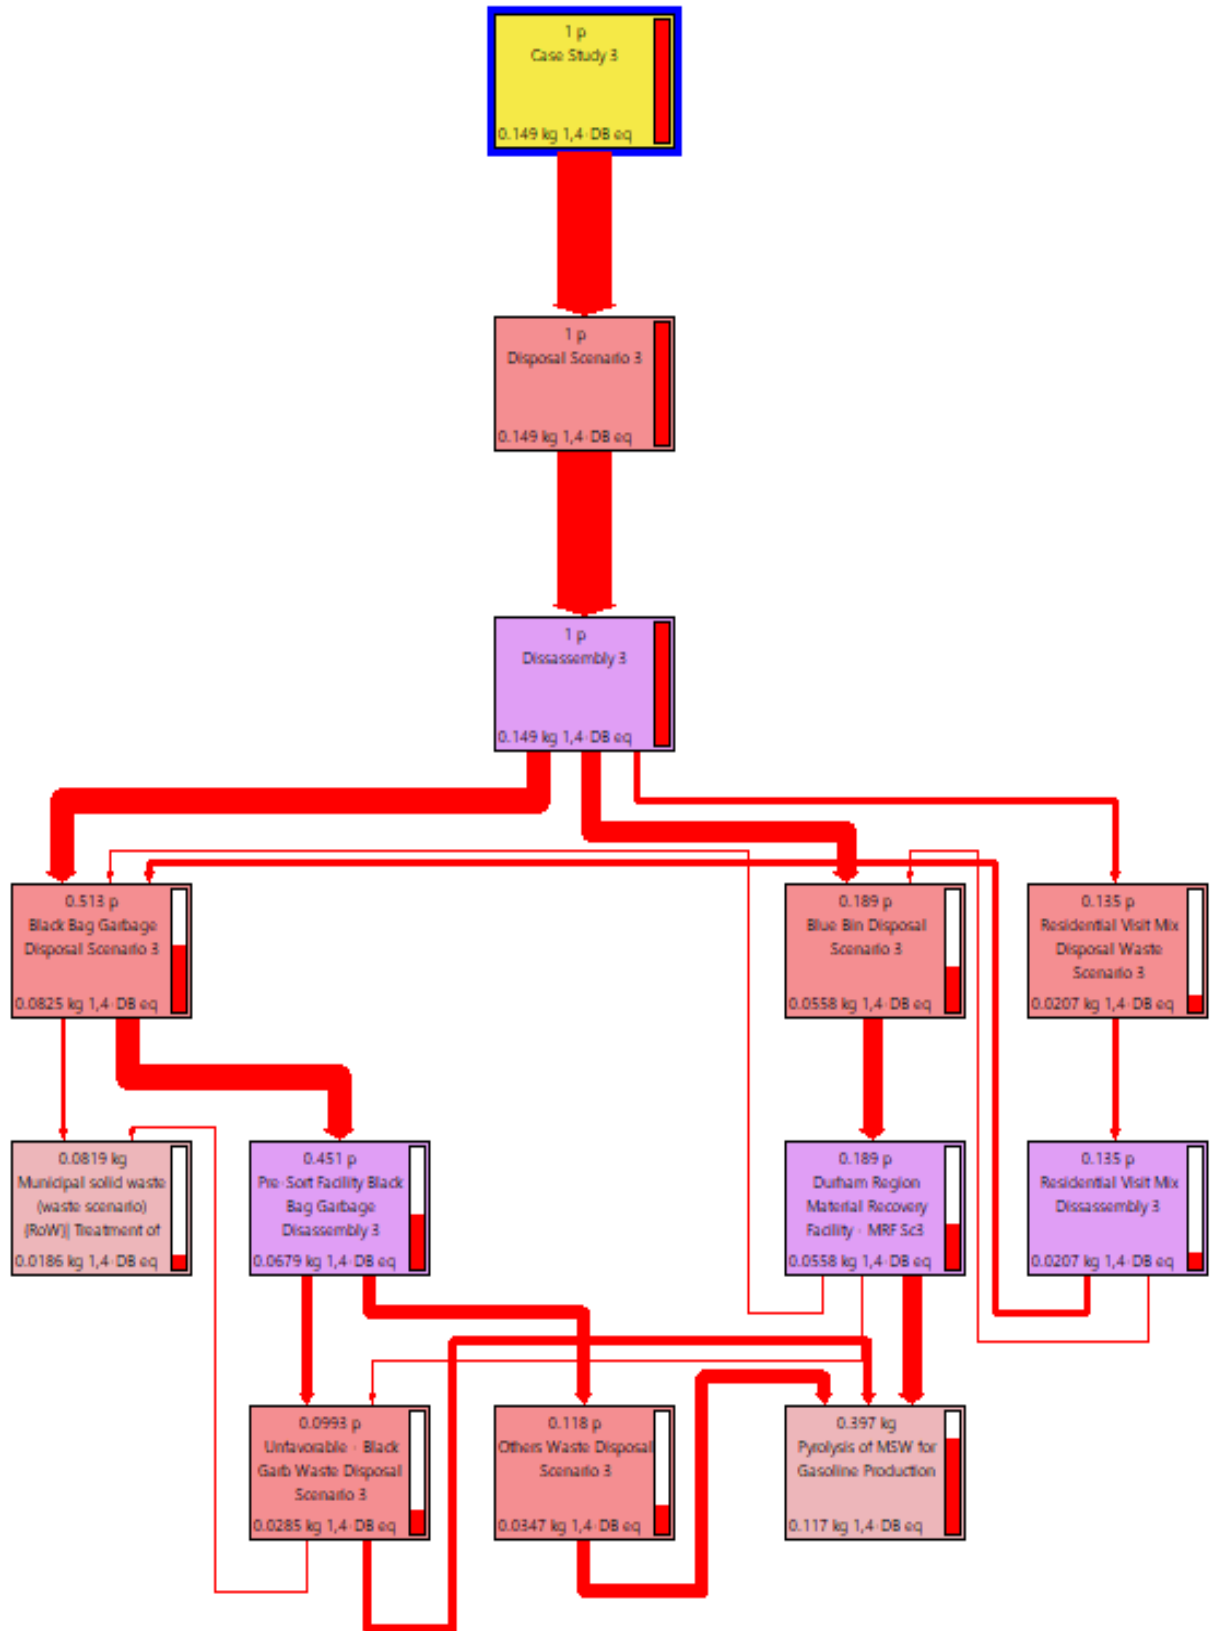 1 p
Case Study 3
0.149 kg 1,4-DB eq
1 p
Disposal Scenario 3
0.149 kg 1,4-DB eq
1 p
Dissassembly 3
0.149 kg 1,4-DB eq
0.513 p
Black Bag Garbage
Disposal Scenario 3
0.0825 kg 1,4-DB eq
0.189 p
Blue Bin Disposal
Scenario 3
0.0558 kg 1,4-DB eq
0.135 p
Residential Visit Mix
Disposal Waste
Scenario 3
0.0207 kg 1,4-DB eq
0.0819 kg
Municipal solid waste
(waste scenario)
{RoW}| Treatment of
0.0186 kg 1,4-DB eq
0.451 p
Pre-Sort Facility Black
Bag Garbage
Disassembly 3
0.0679 kg 1,4-DB eq
0.189 p
Durham Region
Material Recovery
Facility - MRF Sc3
0.0558 kg 1,4-DB eq
0.135 p
Residential Visit Mix
Dissassembly 3
0.0207 kg 1,4-DB eq
0.0993 p
Unfavorable - Black
Garb Waste Disposal
Scenario 3
0.0285 kg 1,4-DB eq
0.118 p
Others Waste Disposal
Scenario 3
0.0347 kg 1,4-DB eq
0.397 kg
Pyrolysis of MSW for
Gasoline Production
0.117 kg 1,4-DB eq